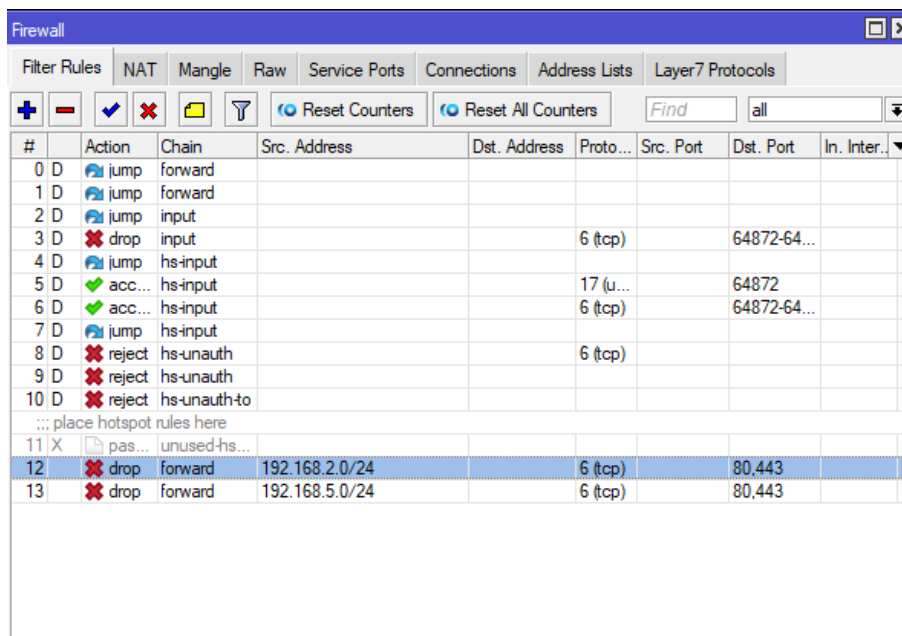 Firewall
Filter Rules NAT Mangle Raw Service Ports Connections Address Lists Layer7 Protocols
Reset Counters Reset All Counters Find all
# Action Chain Src. Address Dst. Address Proto... Src. Port Dst. Port In. Inter..
0 D jump forward
1 D jump forward
2 D jump input
3 D drop input 6 (tcp) 64872-64...
4 D jump hs-input
5 D acc... hs-input 17 (u... 64872
6 D acc... hs-input 6 (tcp) 64872-64...
7 D jump hs-input
8 D reject hs-unauth 6 (tcp)
9 D reject hs-unauth
10 D reject hs-unauth-to
;;; place hotspot rules here
11 X pas... unused-hs...
12 drop forward 192.168.2.0/24 6 (tcp) 80,443
13 drop forward 192.168.5.0/24 6 (tcp) 80,443